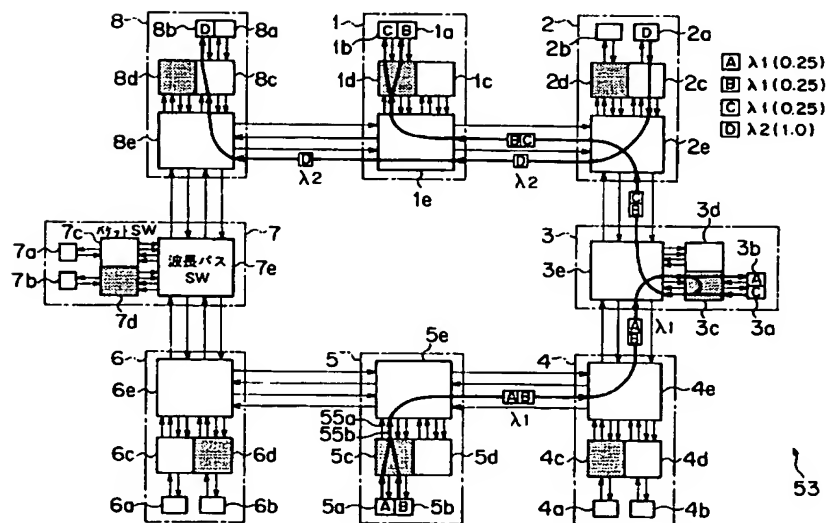 8
8b
D
8a
8d
8c
8e
1
C
B
1a
1b
1d
1c
1e
2
D
2a
2b
2d
2c
2e
A λ1(0.25)
B λ1(0.25)
C λ1(0.25)
D λ2(1.0)
BC
D
λ2
D
λ2
C
B
7c パケットSW
7
7a
7b
7d
波長パス
SW
7e
3
3d
3e
3b
A
C
3c
3a
λ1
A
B
6
6e
6c
6d
6a
6b
5
5e
AB
λ1
55a
55b
5c
5d
5a
A
B
5b
4
4e
4c
4d
4a
4b
53